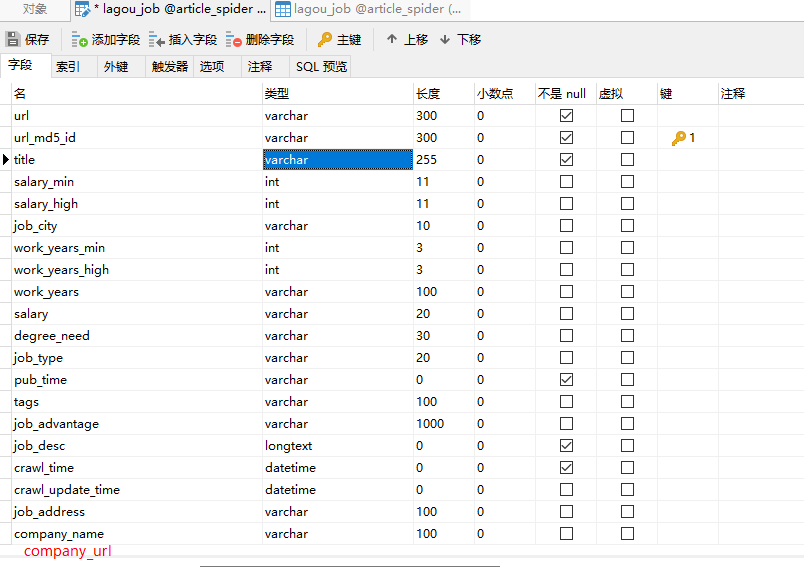 对象 * lagou_job @article_spider ... lagou_job @article_spider (...
保存 添加字段 插入字段 删除字段 主键 上移 下移
字段 索引 外键 触发器 选项 注释 SQL 预览
名 类型 长度 小数点 不是 null 虚拟 键 注释
url varchar 300 0
url_md5_id varchar 300 0 1
title varchar 255 0
salary_min int 11 0
salary_high int 11 0
job_city varchar 10 0
work_years_min int 3 0
work_years_high int 3 0
work_years varchar 100 0
salary varchar 20 0
degree_need varchar 30 0
job_type varchar 20 0
pub_time varchar 0 0
tags varchar 100 0
job_advantage varchar 1000 0
job_desc longtext 0 0
crawl_time datetime 0 0
crawl_update_time datetime 0 0
job_address varchar 100 0
company_name varchar 100 0
company_url